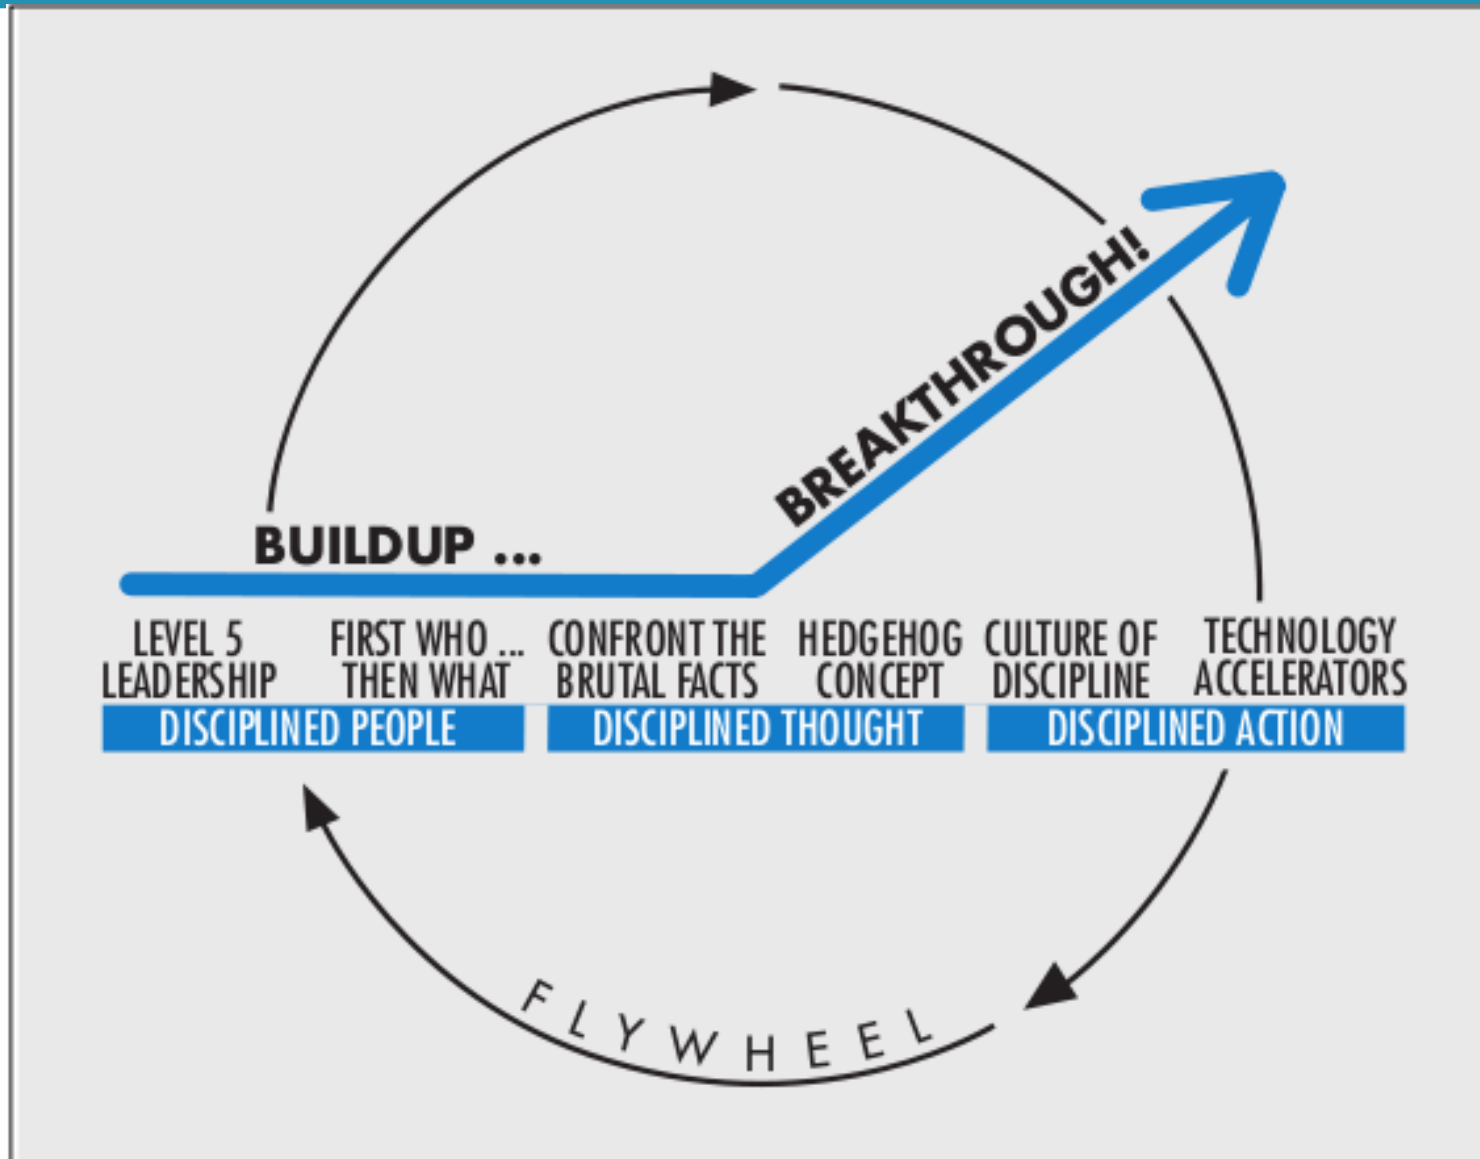 BREAKTHROUGH!
BUILDUP ...
LEVEL 5
LEADERSHIP
FIRST WHO ...
THEN WHAT
CONFRONT THE
BRUTAL FACTS
HEDGEHOG
CONCEPT
CULTURE OF
DISCIPLINE
TECHNOLOGY
ACCELERATORS
DISCIPLINED PEOPLE
DISCIPLINED THOUGHT
DISCIPLINED ACTION
FLYWHEEL